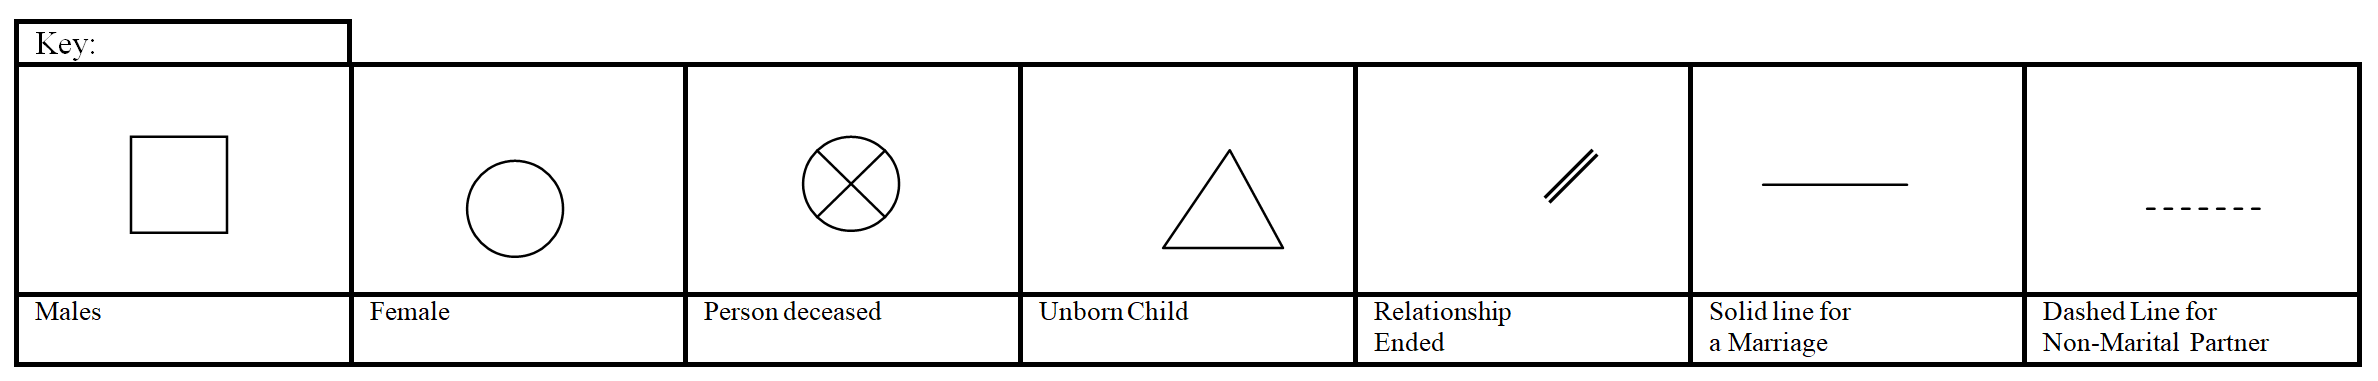 Key:
Males
Female
Person deceased
Unborn Child
Relationship
Ended
Solid line for
a Marriage
Dashed Line for
Non-Marital Partner